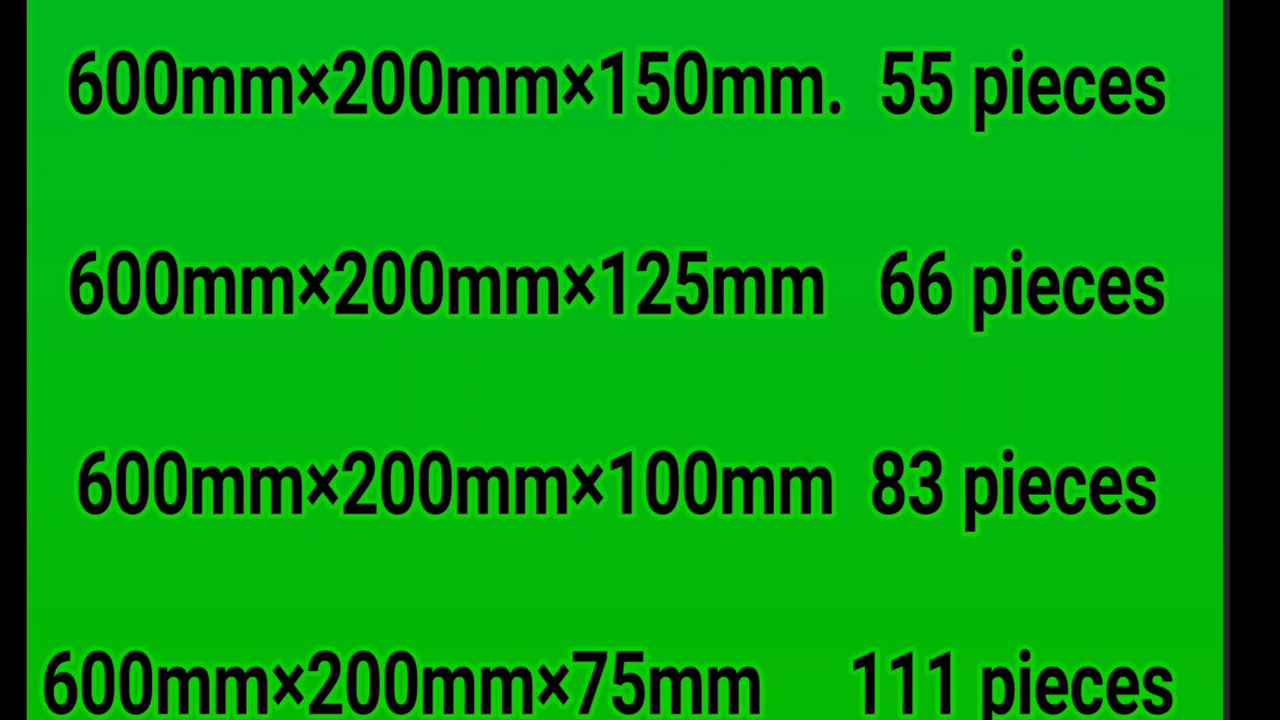 600mm×200mm×150mm. 55 pieces
600mm×200mm×125mm 66 pieces
600mm×200mm×100mm 83 pieces
600mm×200mm×75mm 111 pieces